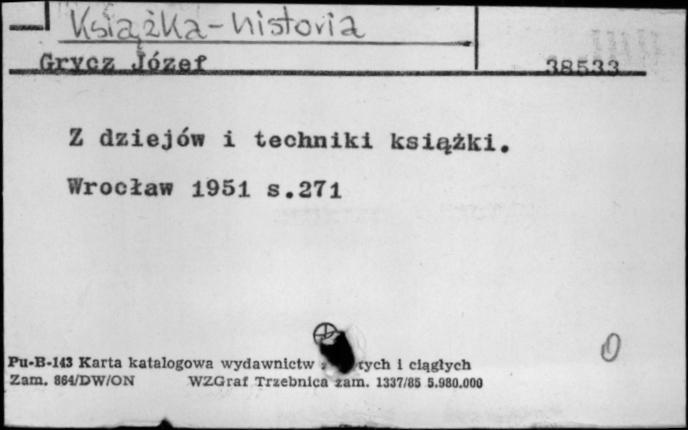 Książka-historia
Grycz Józef 38533
Z dziejów i techniki książki.
Wrocław 1951 s.271
Pu-B-143 Karta katalogowa wydawnictw tych i ciągłych
Zam. 864/DW/ON WZGraf Trzebnica zam. 1337/85 5.980.000